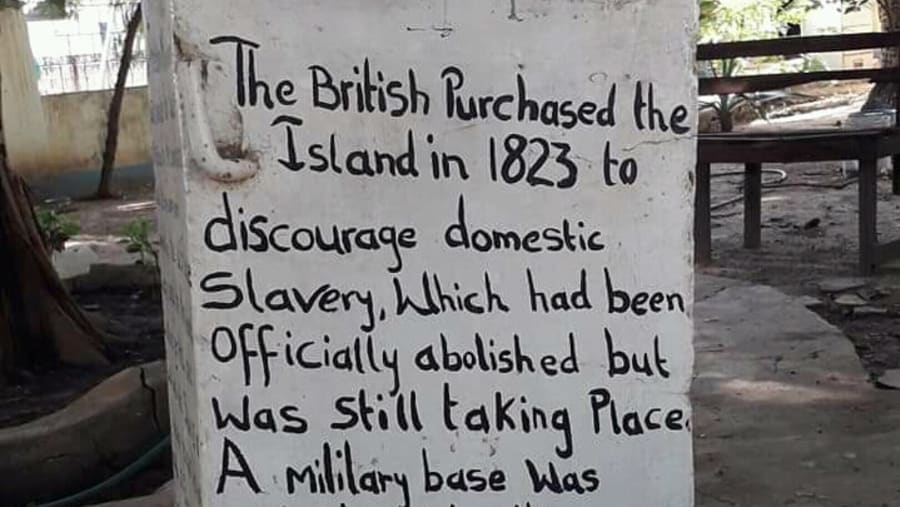 The British Purchased the
Island in 1823 to
discourage domestic
Slavery, Which had been
Officially abolished but
Was still taking Place.
A mililary base Was